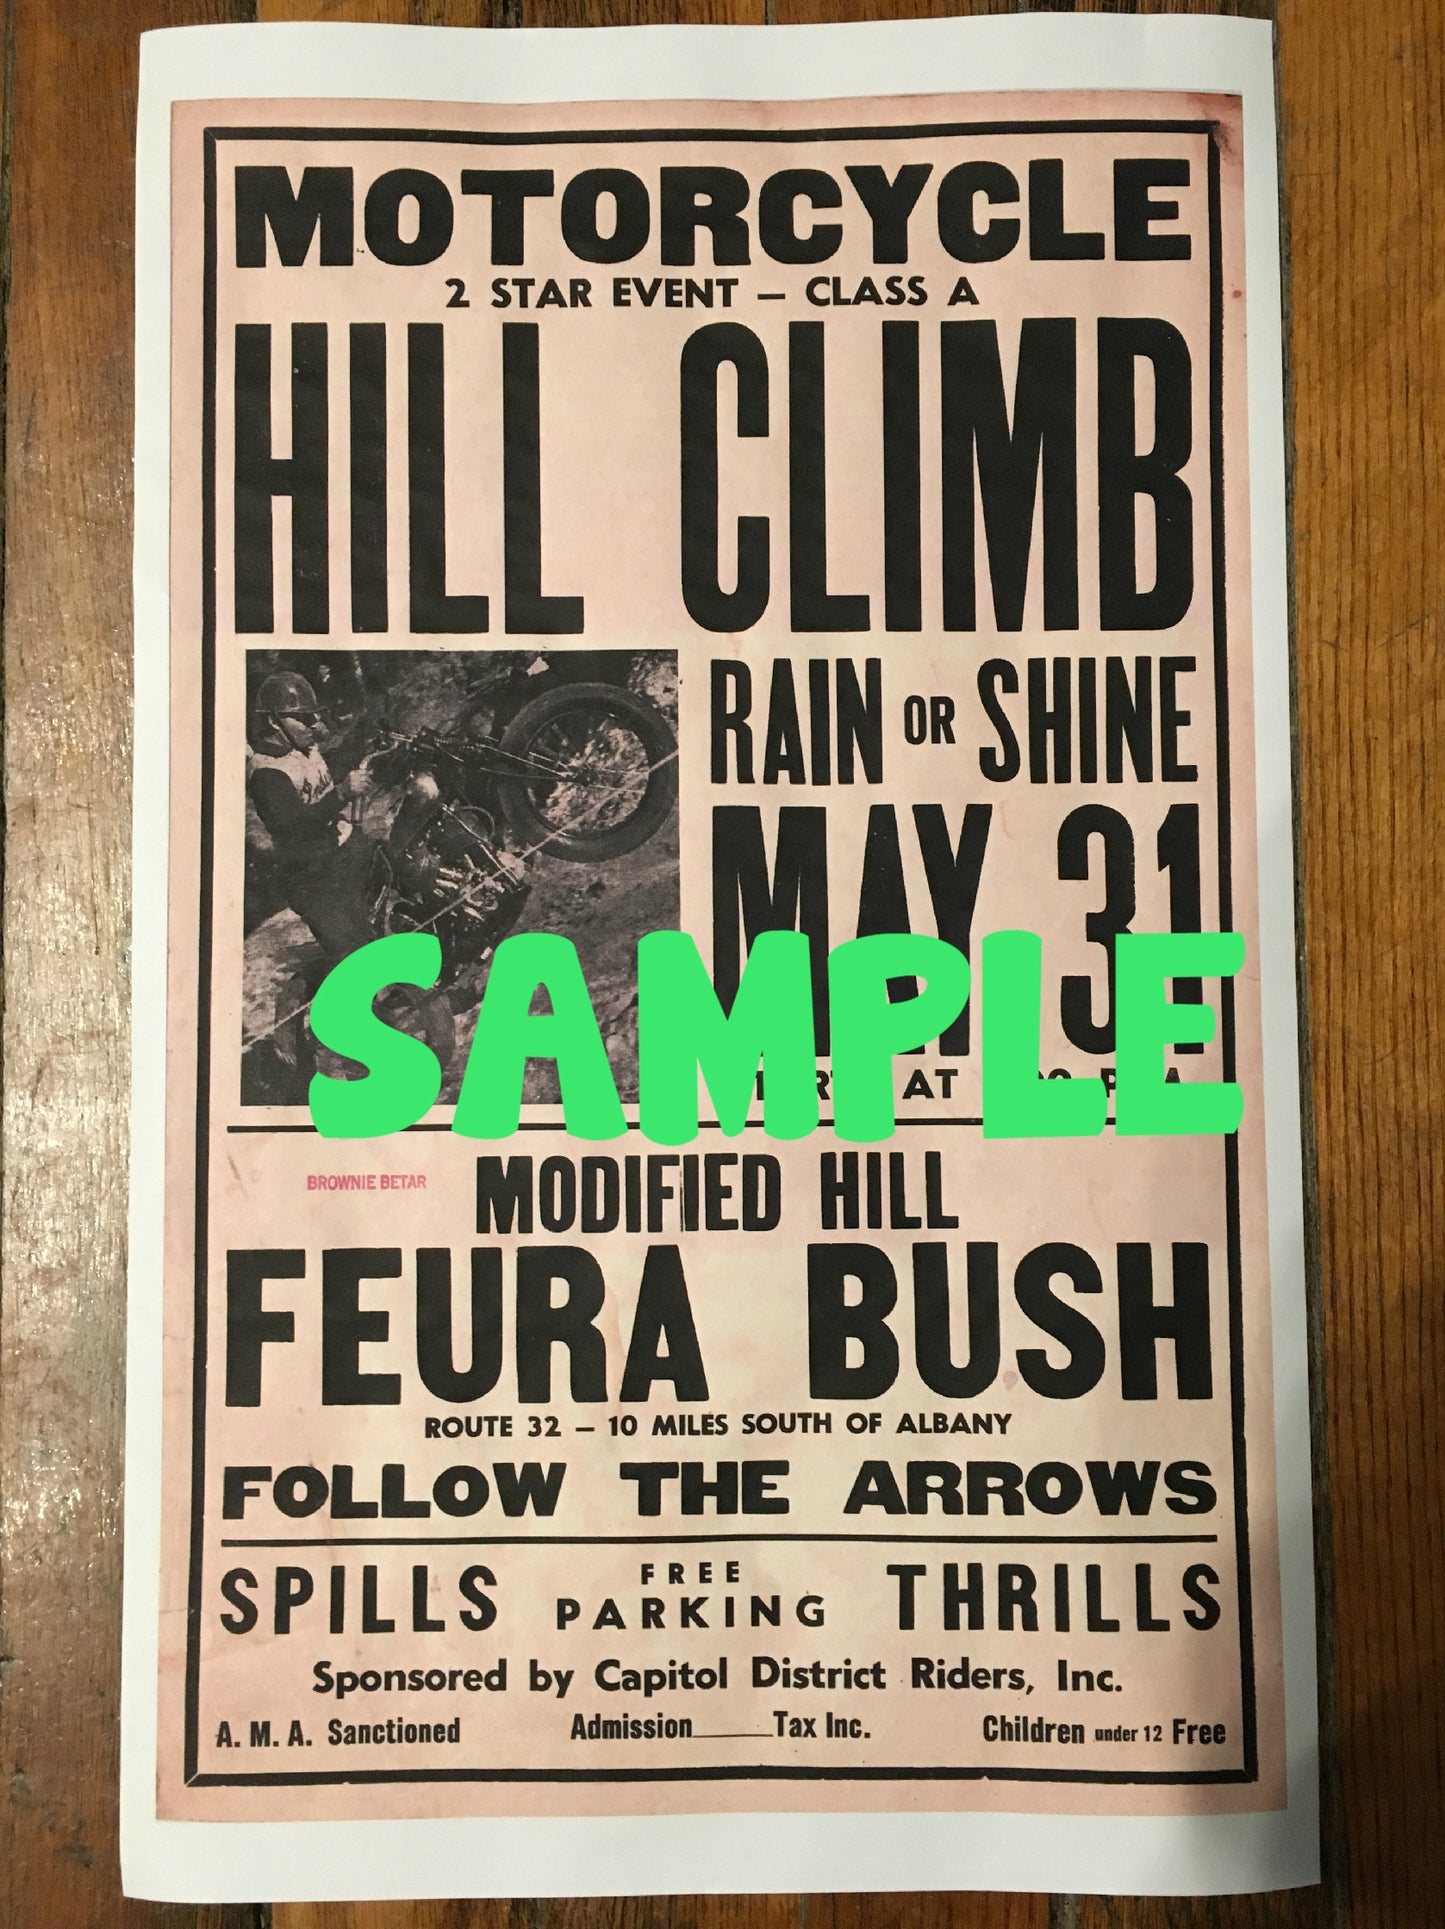 MOTORCYCLE
2 STAR EVENT – CLASS A
HILL CLIMB
RAIN OR SHINE
MAY 31
SAMPLE
AT
BROWNIE BETAR
MODIFIED HILL
FEURA BUSH
ROUTE 32 – 10 MILES SOUTH OF ALBANY
FOLLOW THE ARROWS
SPILLS FREE PARKING THRILLS
Sponsored by Capitol District Riders, Inc.
A. M. A. Sanctioned Admission______Tax Inc. Children under 12 Free